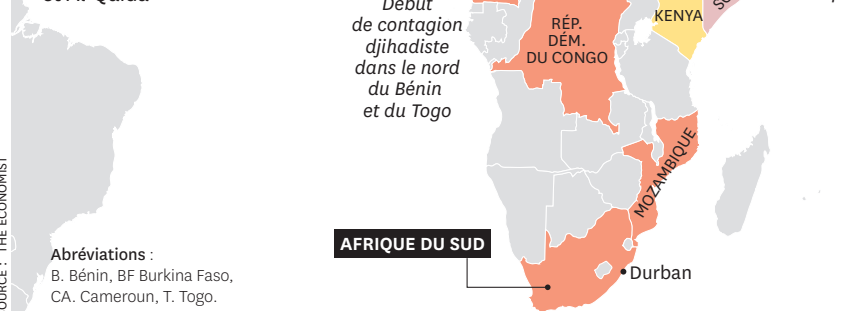 Début
de contagion
djihadiste
dans le nord
du Bénin
et du Togo
RÉP.
DÉM.
DU CONGO
KENYA
MOZAMBIQUE
AFRIQUE DU SUD
Durban
Abréviations :
B. Bénin, BF Burkina Faso,
CA. Cameroun, T. Togo.
THE ECONOMIST